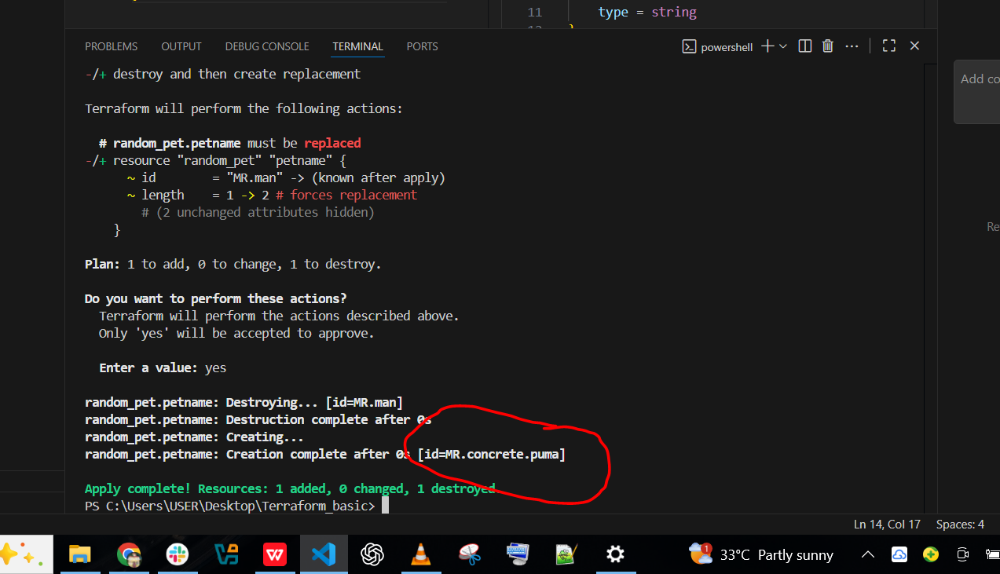 11 type = string
PROBLEMS OUTPUT DEBUG CONSOLE TERMINAL PORTS powershell
-/+ destroy and then create replacement
Add co
Terraform will perform the following actions:
# random_pet.petname must be replaced
-/+ resource "random_pet" "petname" {
~ id = "MR.man" -> (known after apply)
~ length = 1 -> 2 # forces replacement
# (2 unchanged attributes hidden)
}
Re
Plan: 1 to add, 0 to change, 1 to destroy.
Do you want to perform these actions?
Terraform will perform the actions described above.
Only 'yes' will be accepted to approve.
Enter a value: yes
random_pet.petname: Destroying... [id=MR.man]
random_pet.petname: Destruction complete after 0s
random_pet.petname: Creating...
random_pet.petname: Creation complete after 0s [id=MR.concrete.puma]
Apply complete! Resources: 1 added, 0 changed, 1 destroyed.
PS C:\Users\USER\Desktop\Terraform_basic>
Ln 14, Col 17 Spaces: 4
W 1 33°C Partly sunny